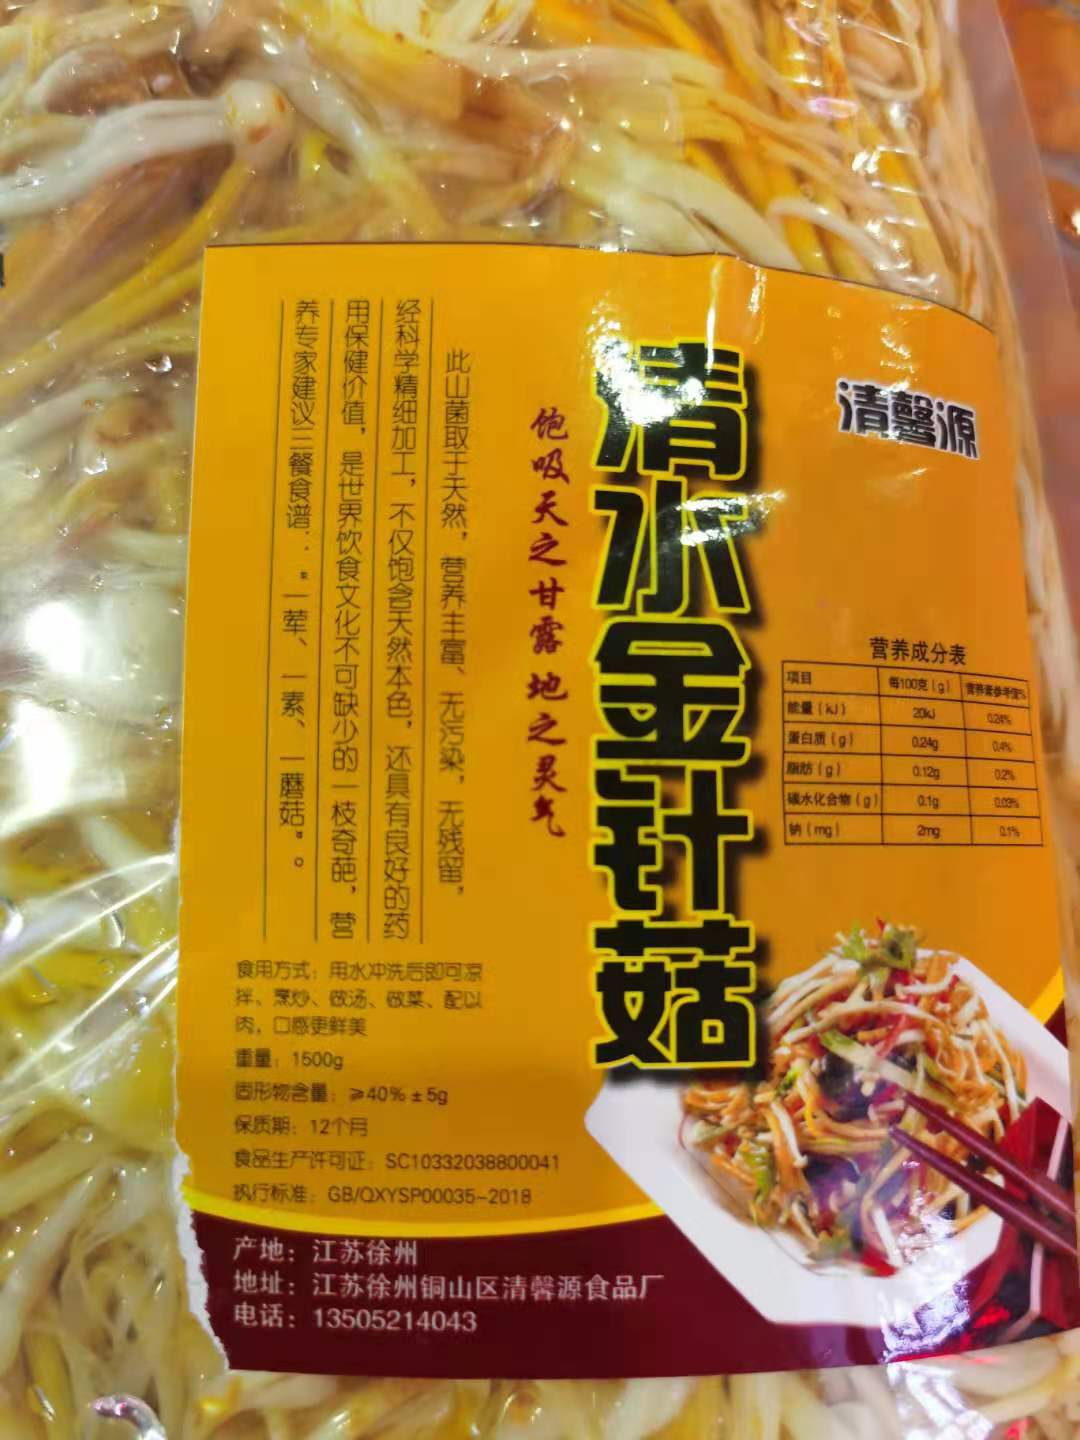 清馨源
清水金针菇
饱吸天之甘露地之灵气
此山菌取于天然，营养丰富、无污染，无残留，
经科学精细加工，不仅饱含天然本色，还具有良好的药
用保健价值，是世界饮食文化不可缺少的一枝奇葩，营
养专家建议三餐食谱：“一荤、一素、一蘑菇”。
营养成分表
项目 每100克（g） 营养素参考值%
能量（kJ） 20kJ 0.24%
蛋白质（g） 0.24g 0.4%
脂肪（g） 0.12g 0.2%
碳水化合物（g） 0.1g 0.03%
钠（mg） 2mg 0.1%
食用方式：用水冲洗后即可凉
拌、烹炒、做汤、做菜、配以
肉，口感更鲜美
重量：1500g
固形物含量：≥40%±5g
保质期：12个月
食品生产许可证：SC10332038800041
执行标准：GB/QXYSP00035-2018
产地：江苏徐州
地址：江苏徐州铜山区清馨源食品厂
电话：13505214043